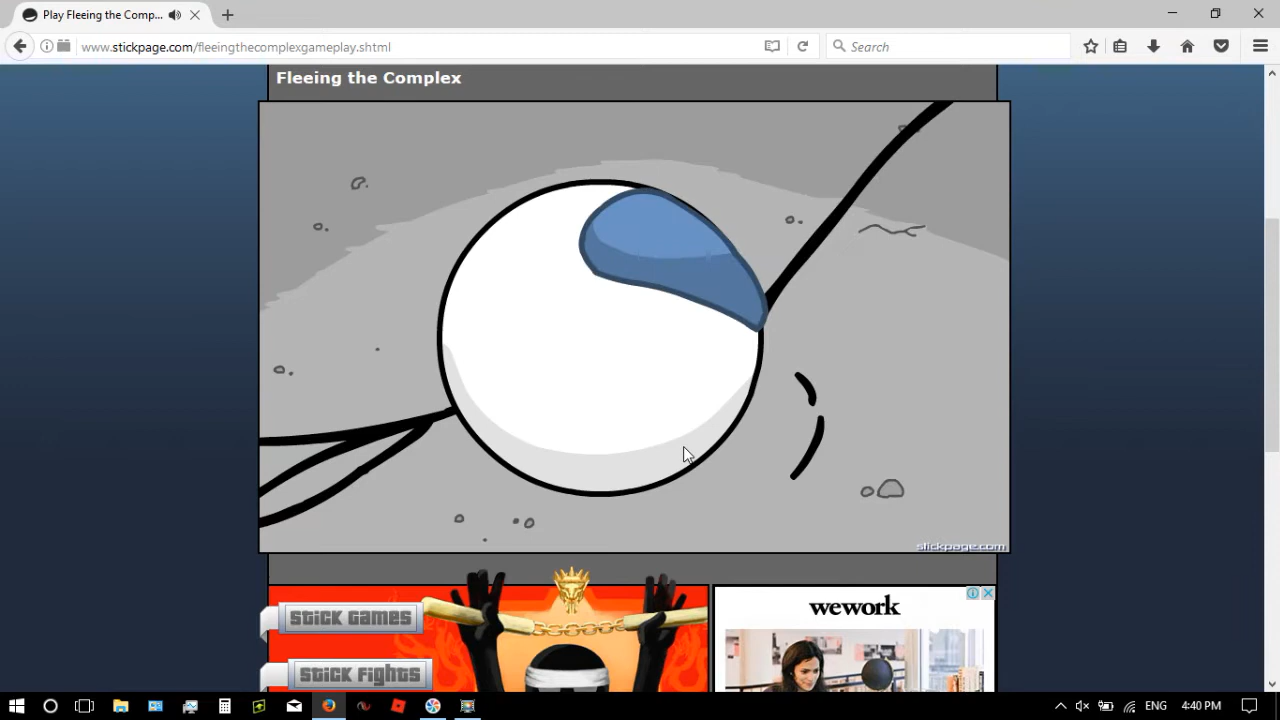 Play Fleeing the Comp...
www.stickpage.com/fleeingthecomplexgameplay.shtml
Search
Fleeing the Complex
stickpage.com
STICK GAMES
STICK FIGHTS
wework
ENG
4:40 PM